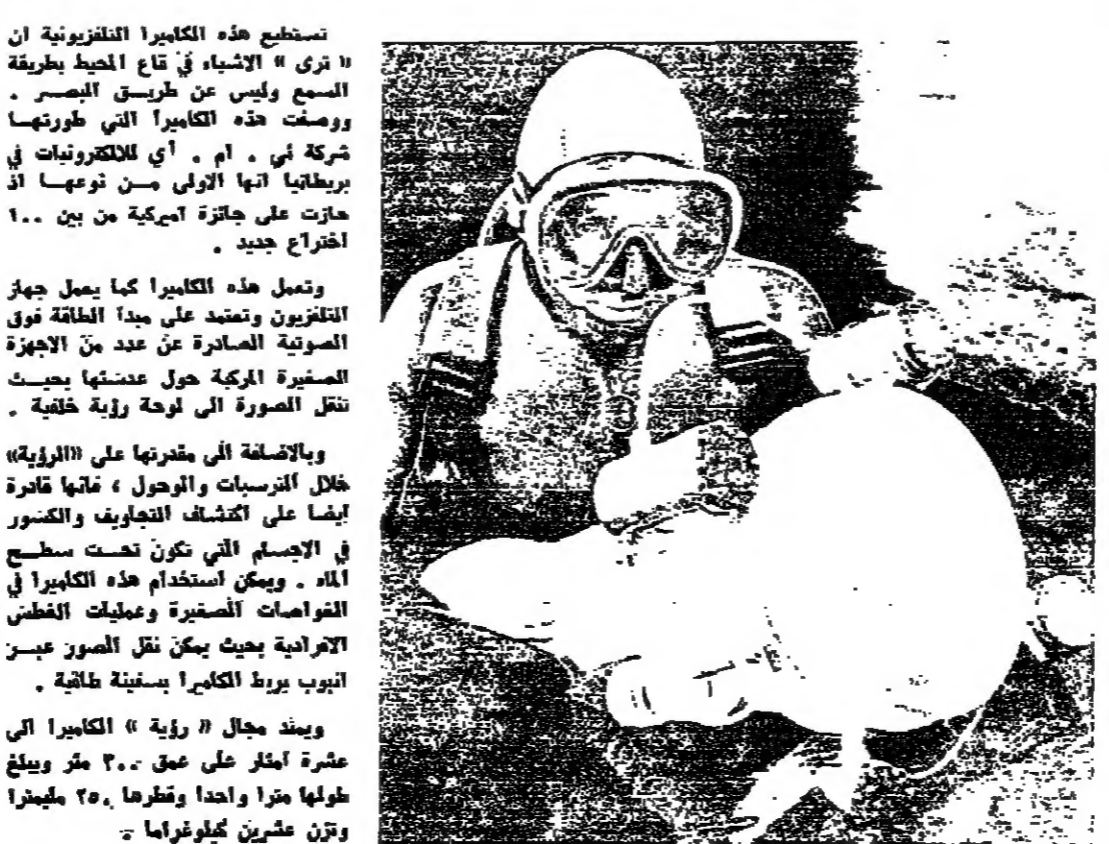 تستطيع هذه الكاميرا التلفزيونية ان
« ترى » الاشياء في قاع المحيط بطريقة
السمع وليس عن طريق البصر .
ووصفت هذه الكاميرا التي طورتها
شركة ئي . ام . آي للالكترونيات في
بريطانيا انها الاولى من نوعها اذ
حازت على جائزة اميركية من بين ١٠٠
اختراع جديد .
وتعمل هذه الكاميرا كما يعمل جهاز
التلفزيون وتعتمد على مبدأ الطاقة فوق
الصوتية الصادرة عن عدد من الاجهزة
الصغيرة المركبة حول عدستها بحيث
تنقل الصورة الى لوحة رؤية خلفية .
وبالاضافة الى مقدرتها على «الرؤية»
خلال الترسبات والوحول ، فانها قادرة
ايضا على اكتشاف التجاويف والكسور
في الاجسام التي تكون تحت سطح
الماء . ويمكن استخدام هذه الكاميرا في
الغواصات الصغيرة وعمليات الغطس
الافرادية بحيث يمكن نقل الصور عبر
انبوب يربط الكاميرا بسفينة طافية .
ويمتد مجال « رؤية » الكاميرا الى
عشرة امتار على عمق ٣٠٠ متر ويبلغ
طولها مترا واحدا وقطرها ٢٥٠ مليمترا
وتزن عشرين كيلوغراما .